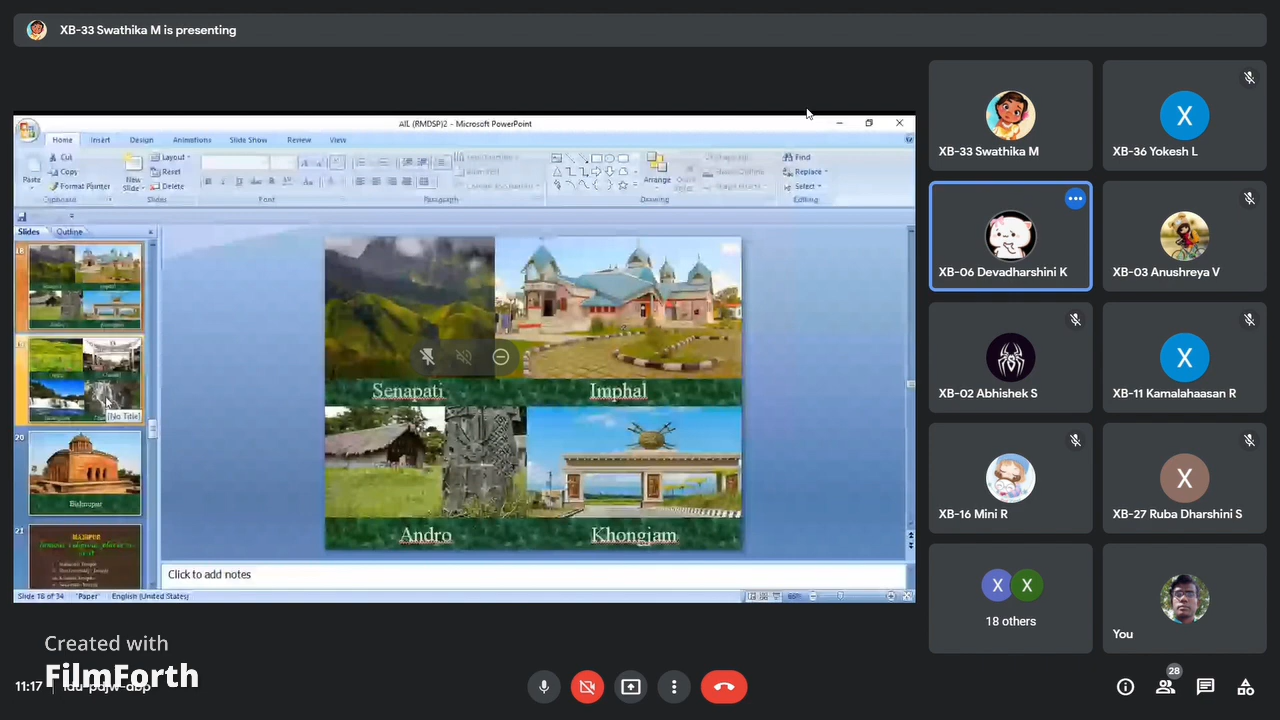 XB-33 Swathika M is presenting
AIL (RMDSP)2 - Microsoft PowerPoint
Home Insert Design Animations Slide Show Review View
Paste
Cut
Copy
Format Painter
Clipboard
New Slide
Layout
Reset
Delete
Slides
Font
Paragraph
Arrange
Drawing
Find
Replace
Select
Editing
Slides Outline
18
[No Title]
20
Bishnupur
21
Senapati Imphal
Andro Khongjam
Click to add notes
Slide 18 of 34 "Paper" English (United States)
XB-33 Swathika M
XB-36 Yokesh L
XB-06 Devadharshini K
XB-03 Anushreya V
XB-02 Abhishek S
X
XB-11 Kamalahaasan R
XB-16 Mini R
X
XB-27 Ruba Dharshini S
X X
18 others
You
Created with
FilmForth
11:17
28